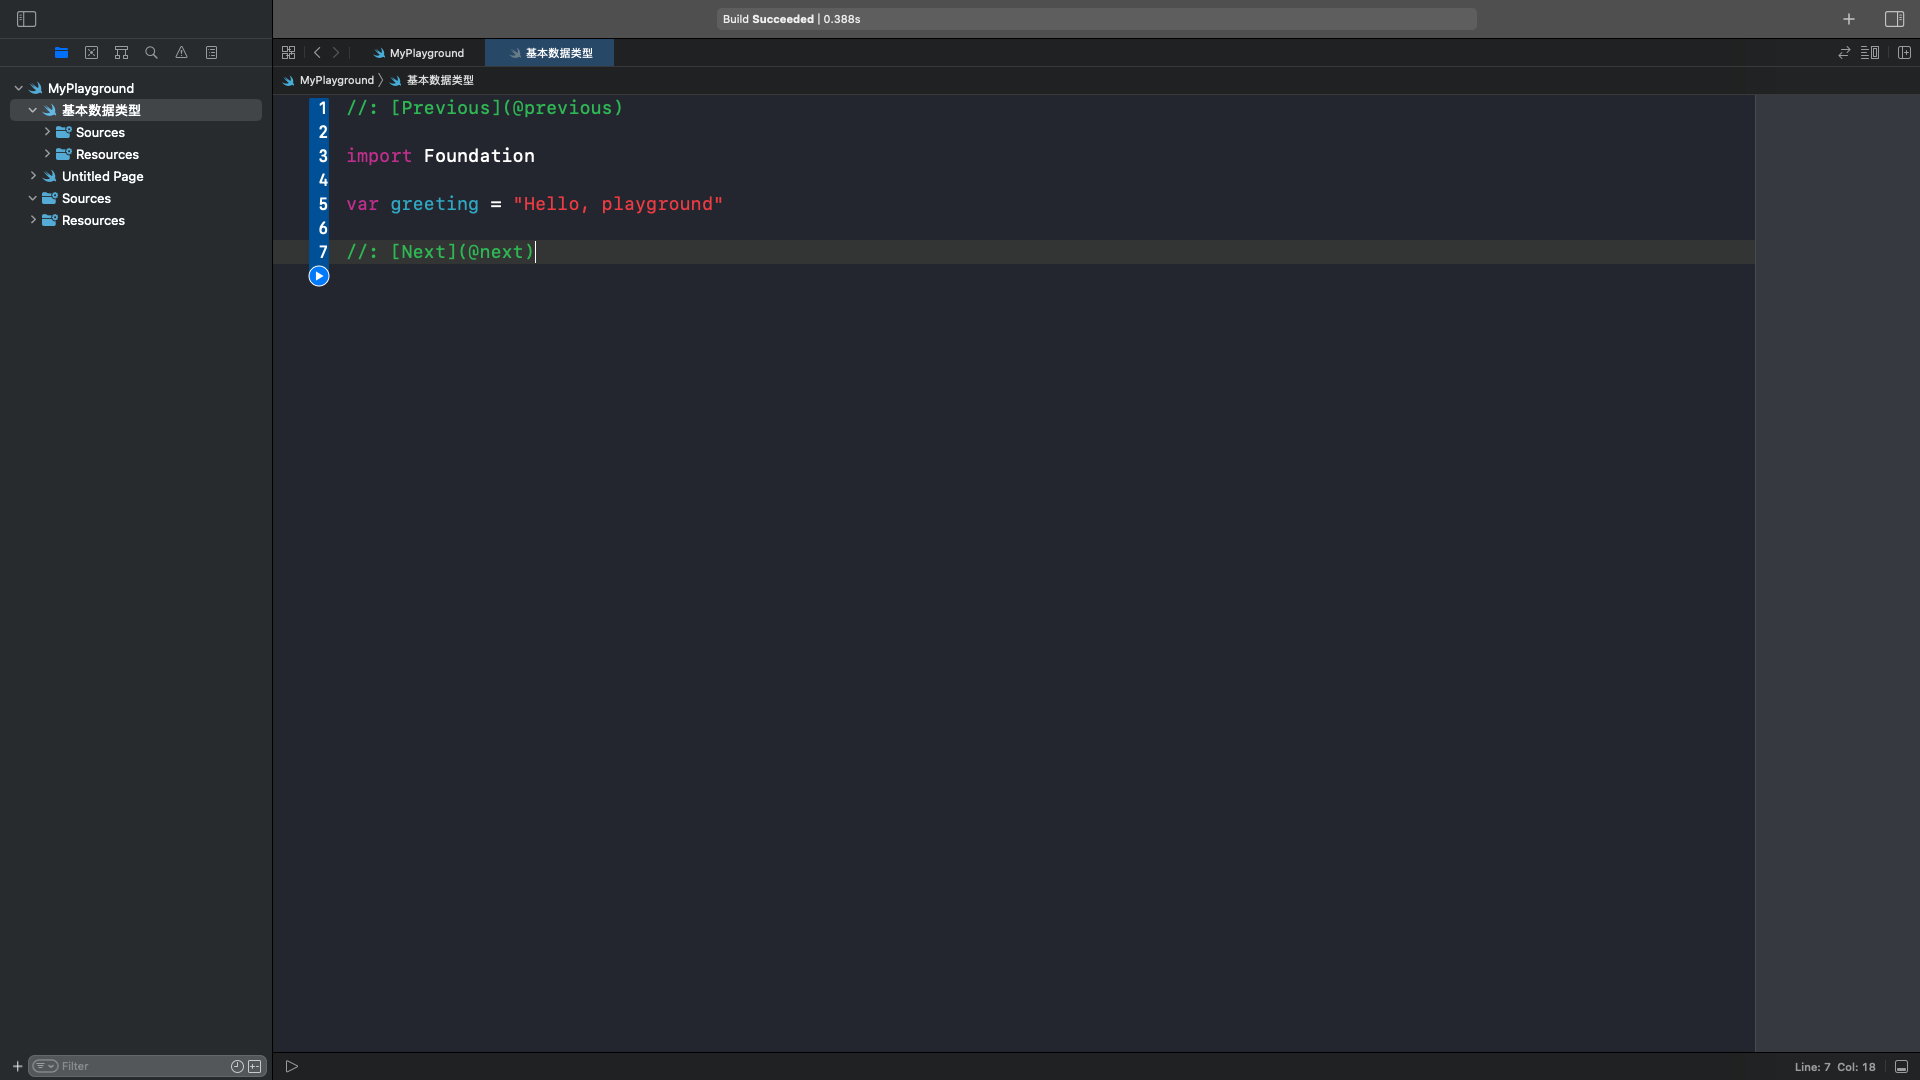 Build Succeeded | 0.388s
MyPlayground
基本数据类型
MyPlayground
基本数据类型
MyPlayground
基本数据类型
Sources
Resources
Untitled Page
Sources
Resources
1 //: [Previous](@previous)
2
3 import Foundation
4
5 var greeting = "Hello, playground"
6
7 //: [Next](@next)
Filter
Line: 7 Col: 18